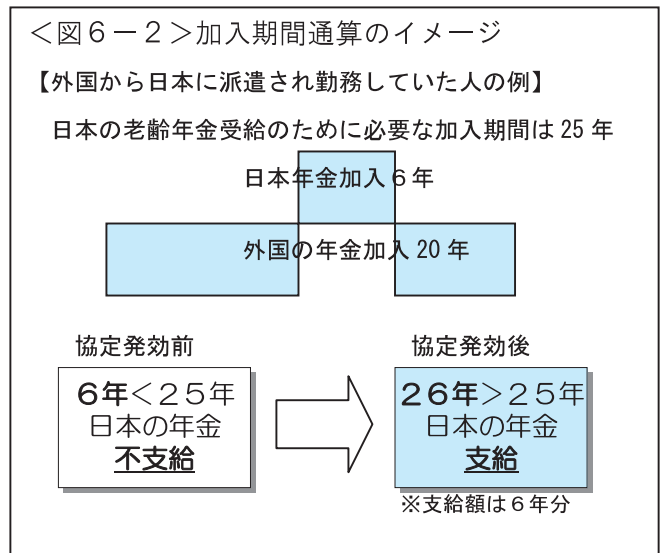 ＜図６－２＞加入期間通算のイメージ
【外国から日本に派遣され勤務していた人の例】
日本の老齢年金受給のために必要な加入期間は25年
日本年金加入６年
外国の年金加入20年
協定発効前
協定発効後
６年＜２５年
日本の年金
不支給
２６年＞２５年
日本の年金
支給
※支給額は６年分